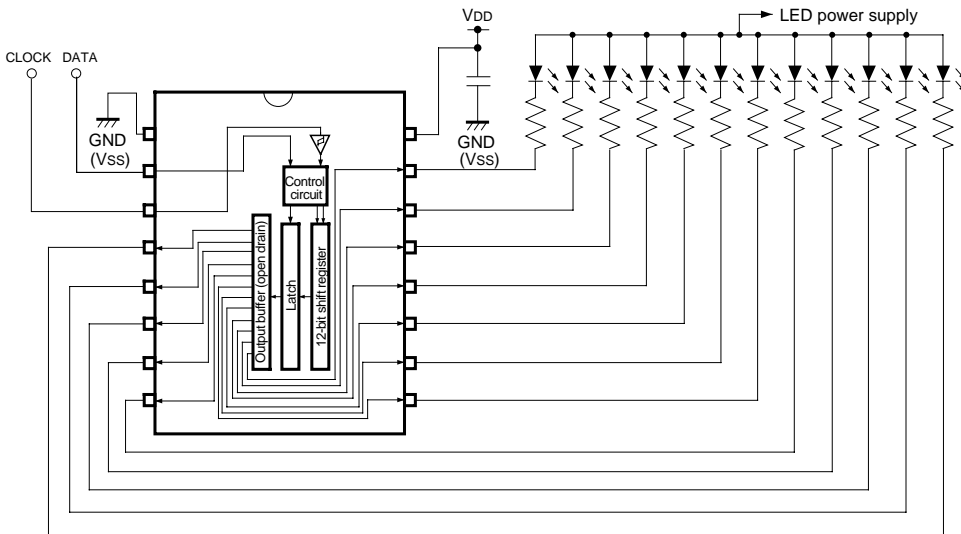 VDD
LED power supply
CLOCK DATA
GND
(Vss)
GND
(Vss)
Control
circuit
Output buffer (open drain)
Latch
12-bit shift register